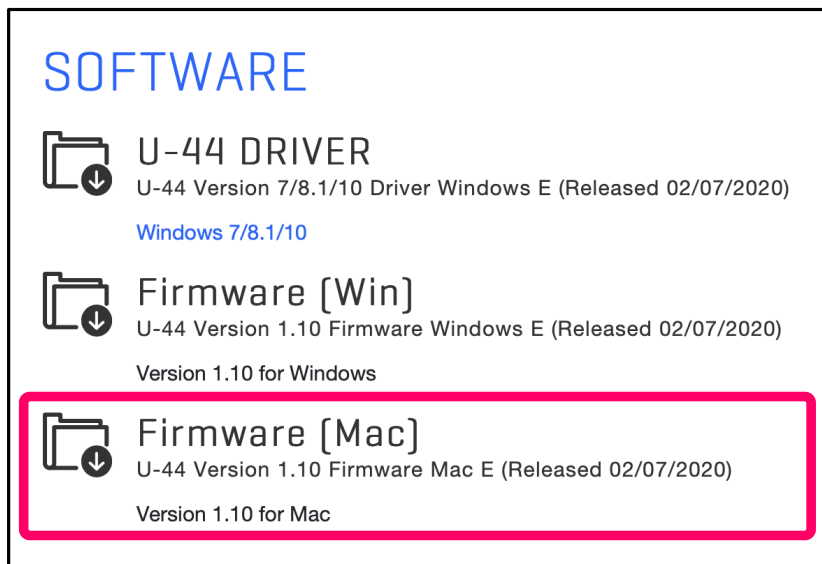 SOFTWARE
U-44 DRIVER
U-44 Version 7/8.1/10 Driver Windows E (Released 02/07/2020)
Windows 7/8.1/10
Firmware (Win)
U-44 Version 1.10 Firmware Windows E (Released 02/07/2020)
Version 1.10 for Windows
Firmware (Mac)
U-44 Version 1.10 Firmware Mac E (Released 02/07/2020)
Version 1.10 for Mac